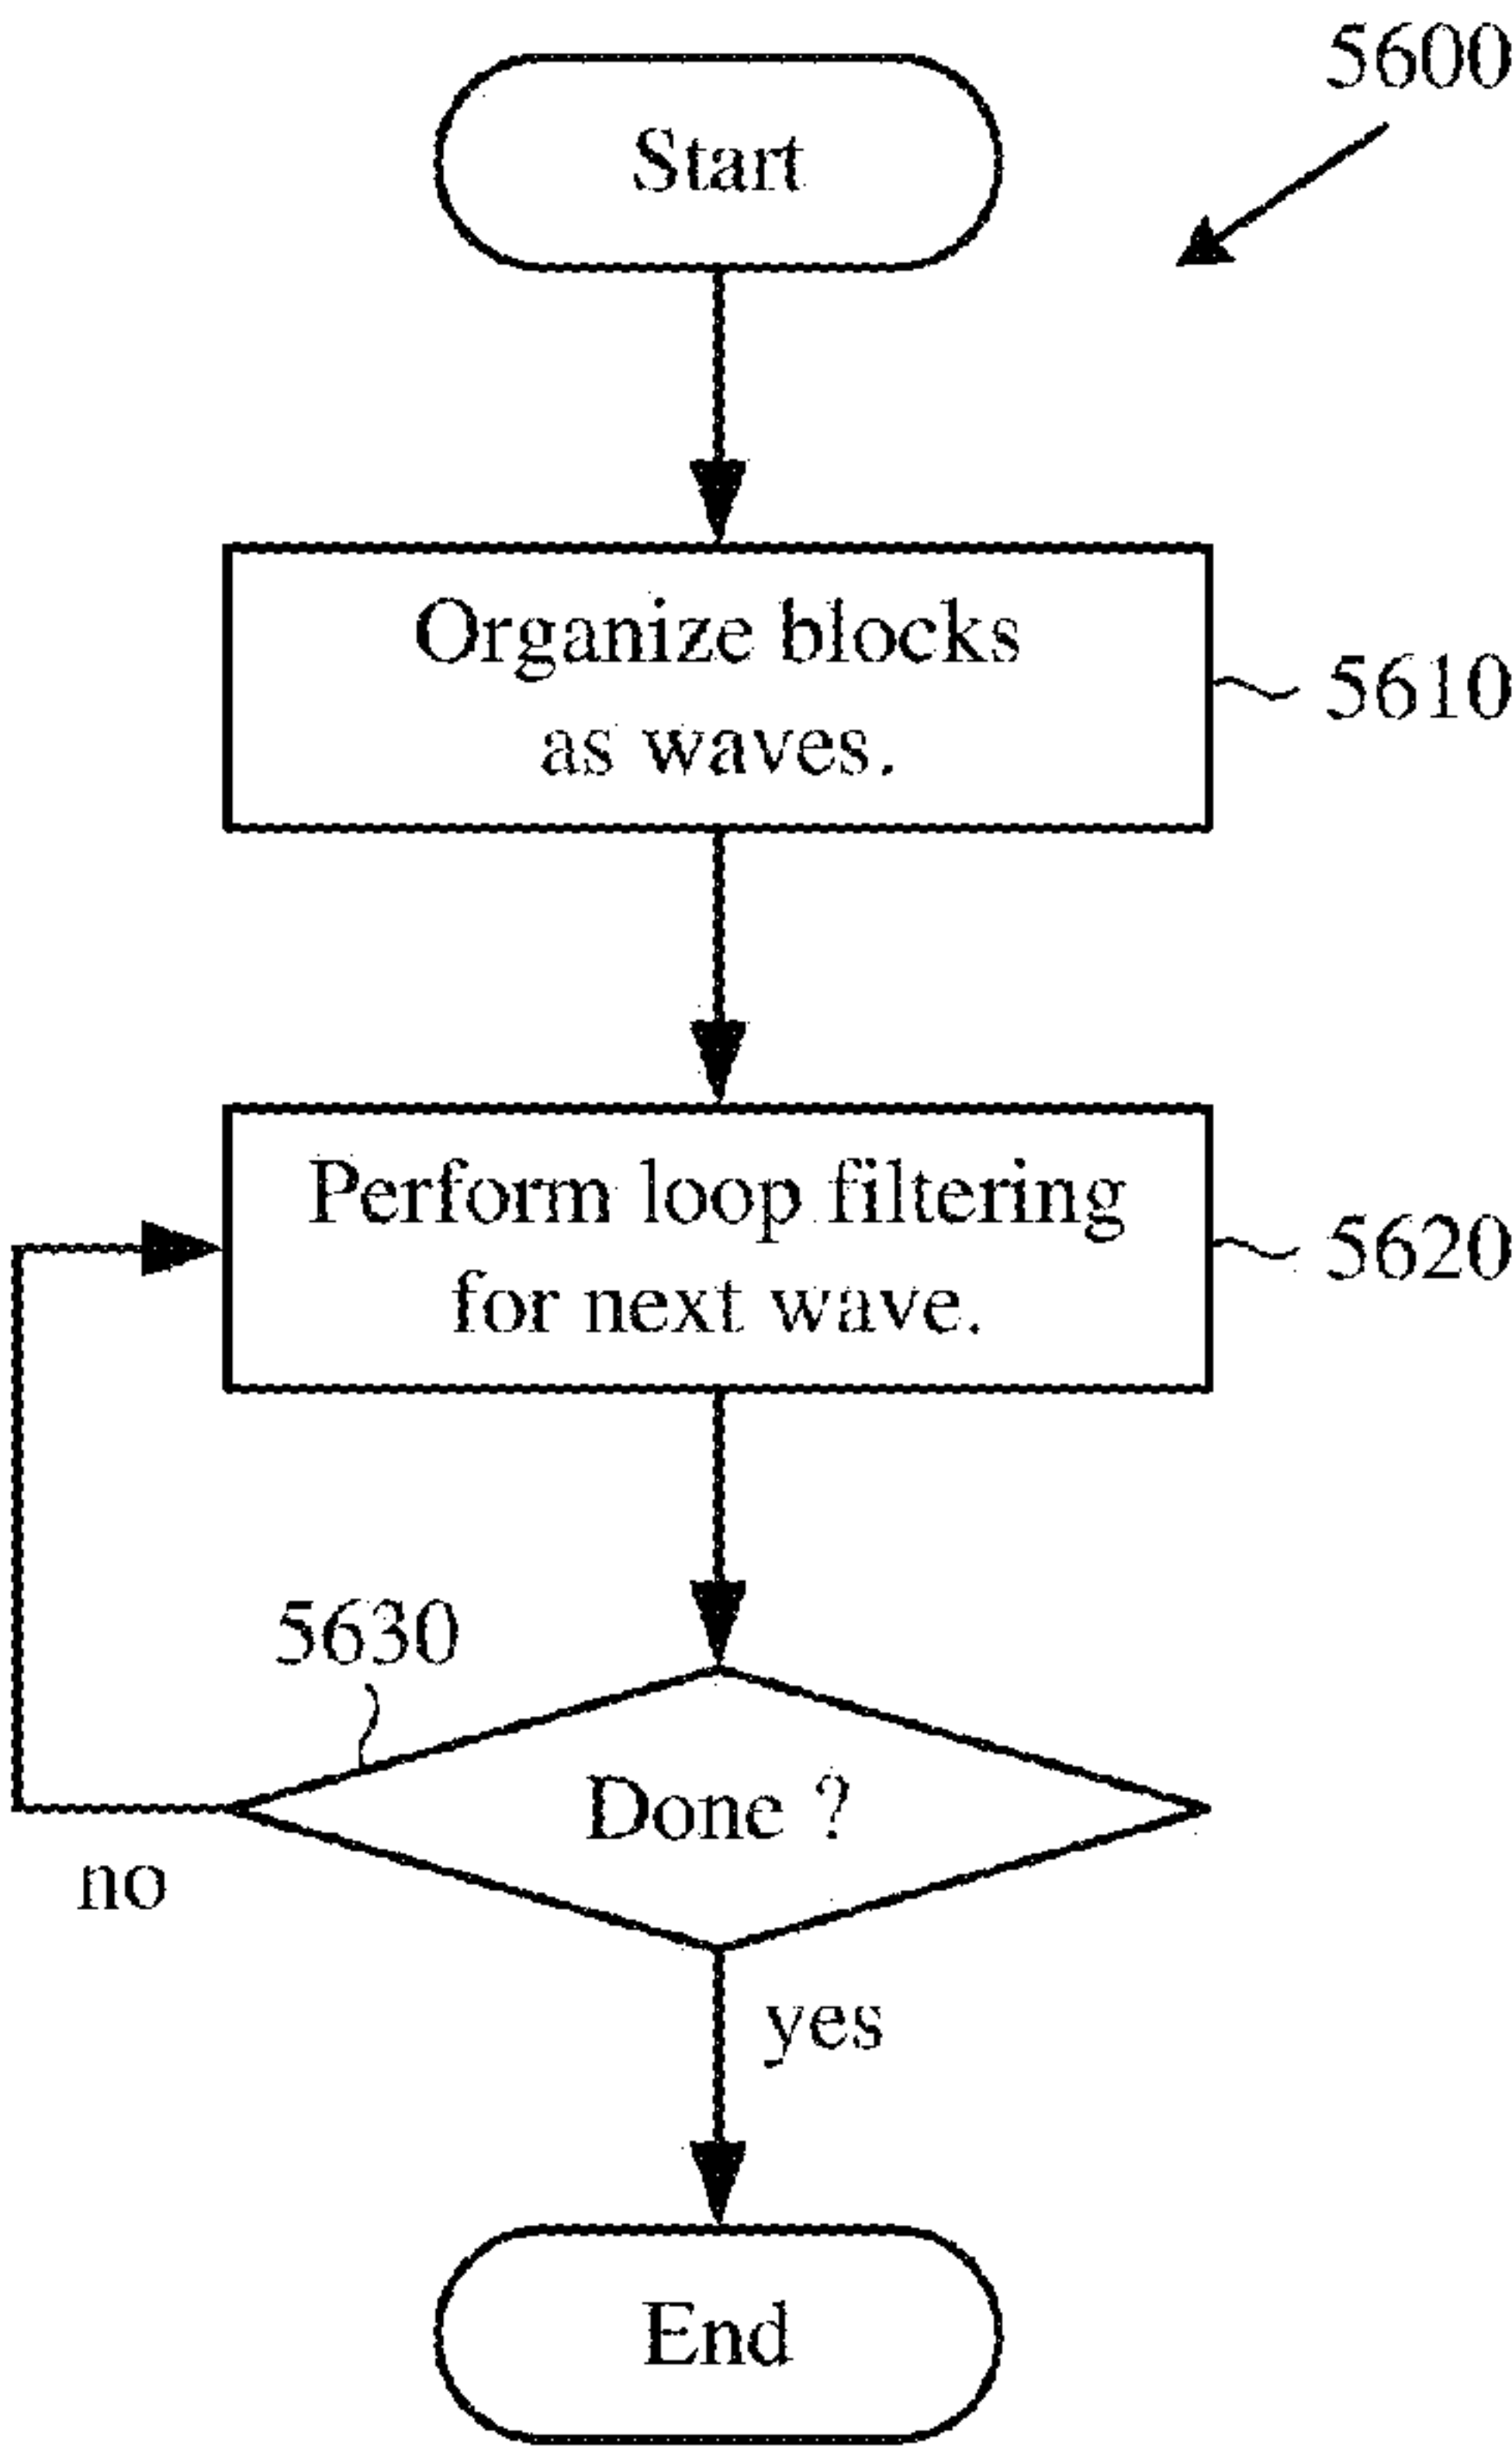 5600
Start
Organize blocks
as waves.
5610
Perform loop filtering
for next wave.
5620
5630
Done ?
no
yes
End